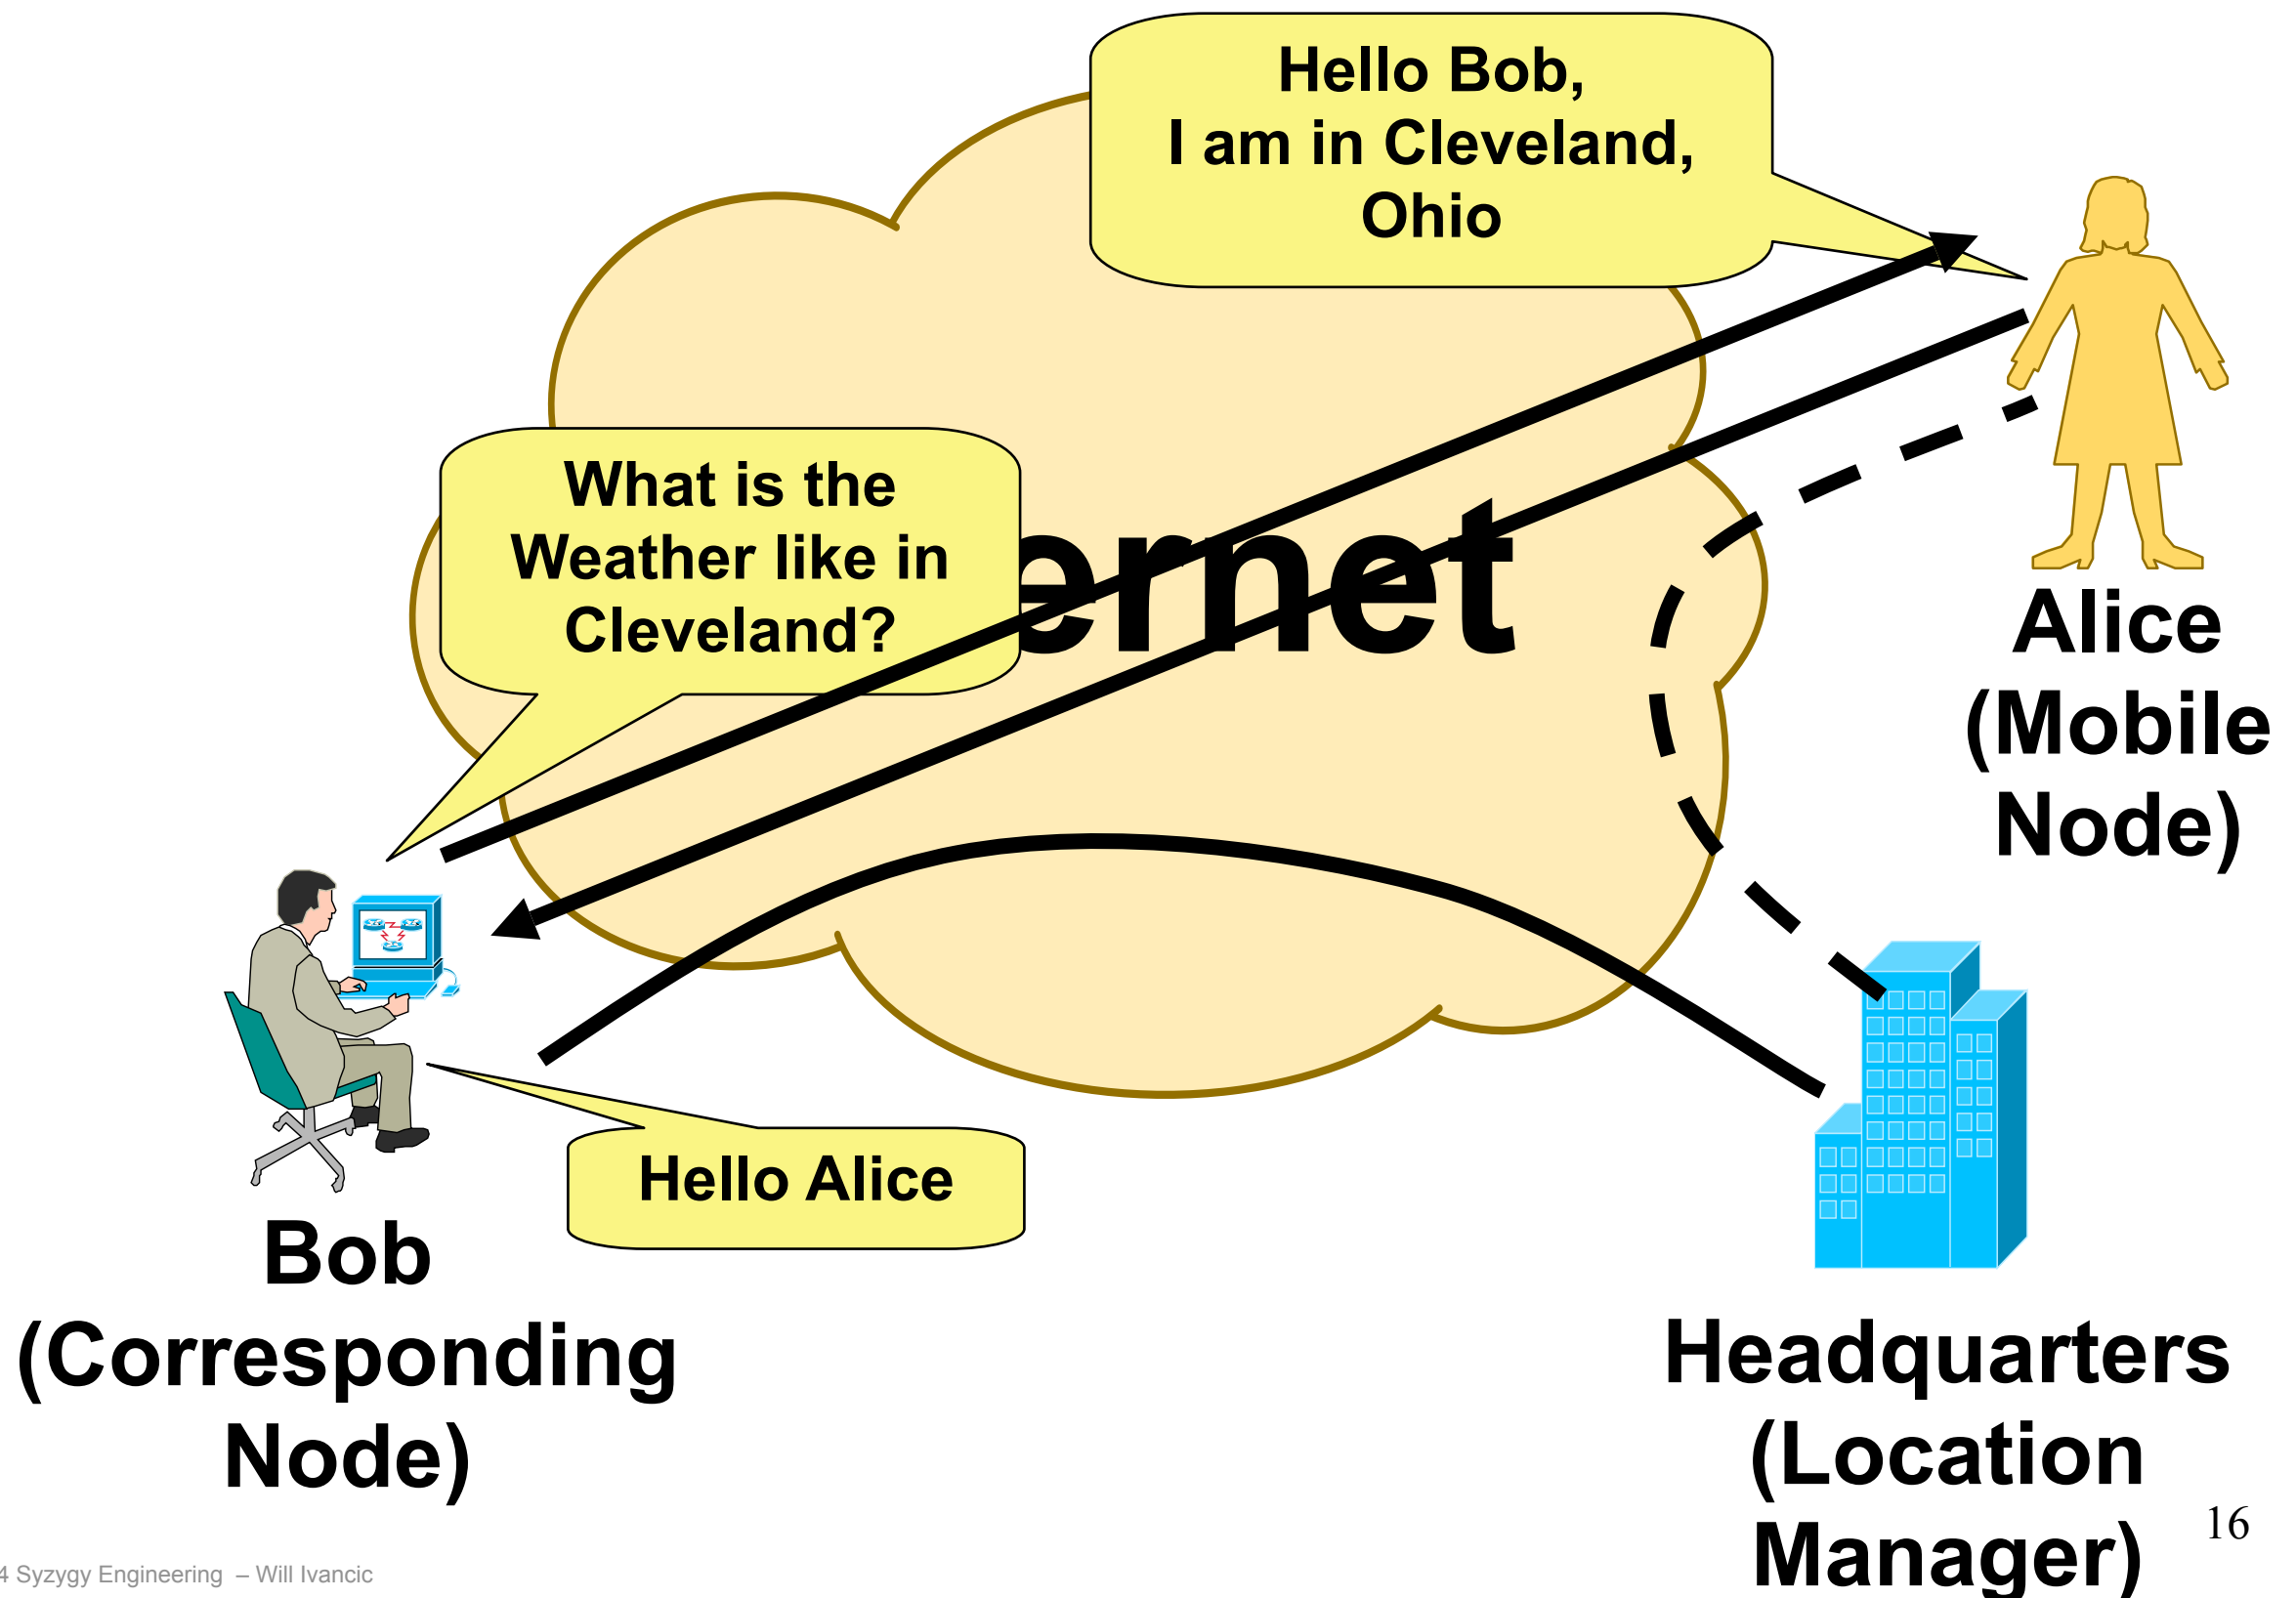 Hello Bob,
I am in Cleveland,
Ohio
What is the
Weather like in
Cleveland?
ernet
Alice
(Mobile
Node)
Hello Alice
Bob
(Corresponding
Node)
Headquarters
(Location
Manager)
16
4 Syzygy Engineering – Will Ivancic